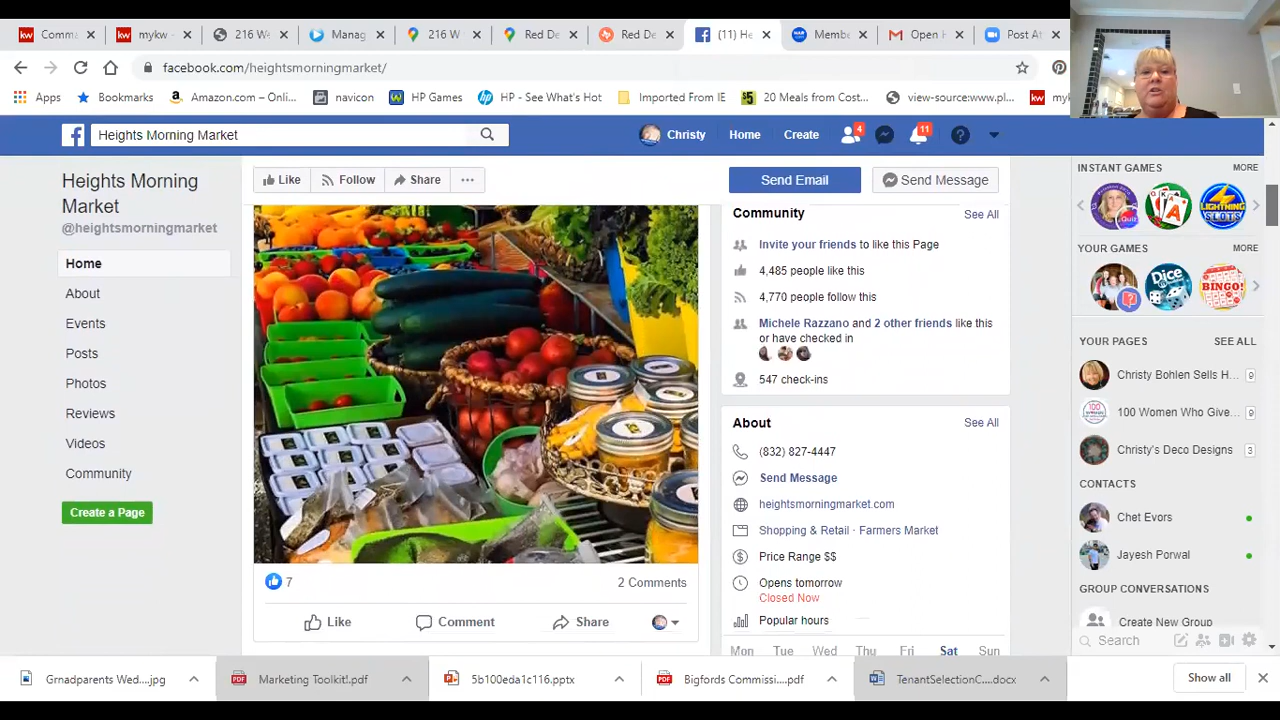 Comma
mykw -
216 W
Manag
216 W
Red De
Red De
(11) He
Membe
Open H
Post At
facebook.com/heightsmorningmarket/
Apps
Bookmarks
Amazon.com – Onli...
navicon
HP Games
HP - See What's Hot
Imported From IE
20 Meals from Cost...
view-source:www.pl...
Heights Morning Market
Christy
Home
Create
4
11
Heights Morning
Market
@heightsmorningmarket
Home
About
Events
Posts
Photos
Reviews
Videos
Community
Create a Page
Like
Follow
Share
Send Email
Send Message
7
2 Comments
Like
Comment
Share
Community
See All
Invite your friends to like this Page
4,485 people like this
4,770 people follow this
Michele Razzano and 2 other friends like this
or have checked in
547 check-ins
About
See All
(832) 827-4447
Send Message
heightsmorningmarket.com
Shopping & Retail · Farmers Market
Price Range $$
Opens tomorrow
Closed Now
Popular hours
Mon Tue Wed Thu Fri Sat Sun
INSTANT GAMES
MORE
YOUR GAMES
MORE
YOUR PAGES
SEE ALL
Christy Bohlen Sells H... 9
100 Women Who Give... 9
Christy's Deco Designs 3
CONTACTS
Chet Evors
Jayesh Porwal
GROUP CONVERSATIONS
Create New Group
Search
Grnadparents Wed....jpg
Marketing Toolkit!.pdf
5b100eda1c116.pptx
Bigfords Commissi....pdf
TenantSelectionC....docx
Show all